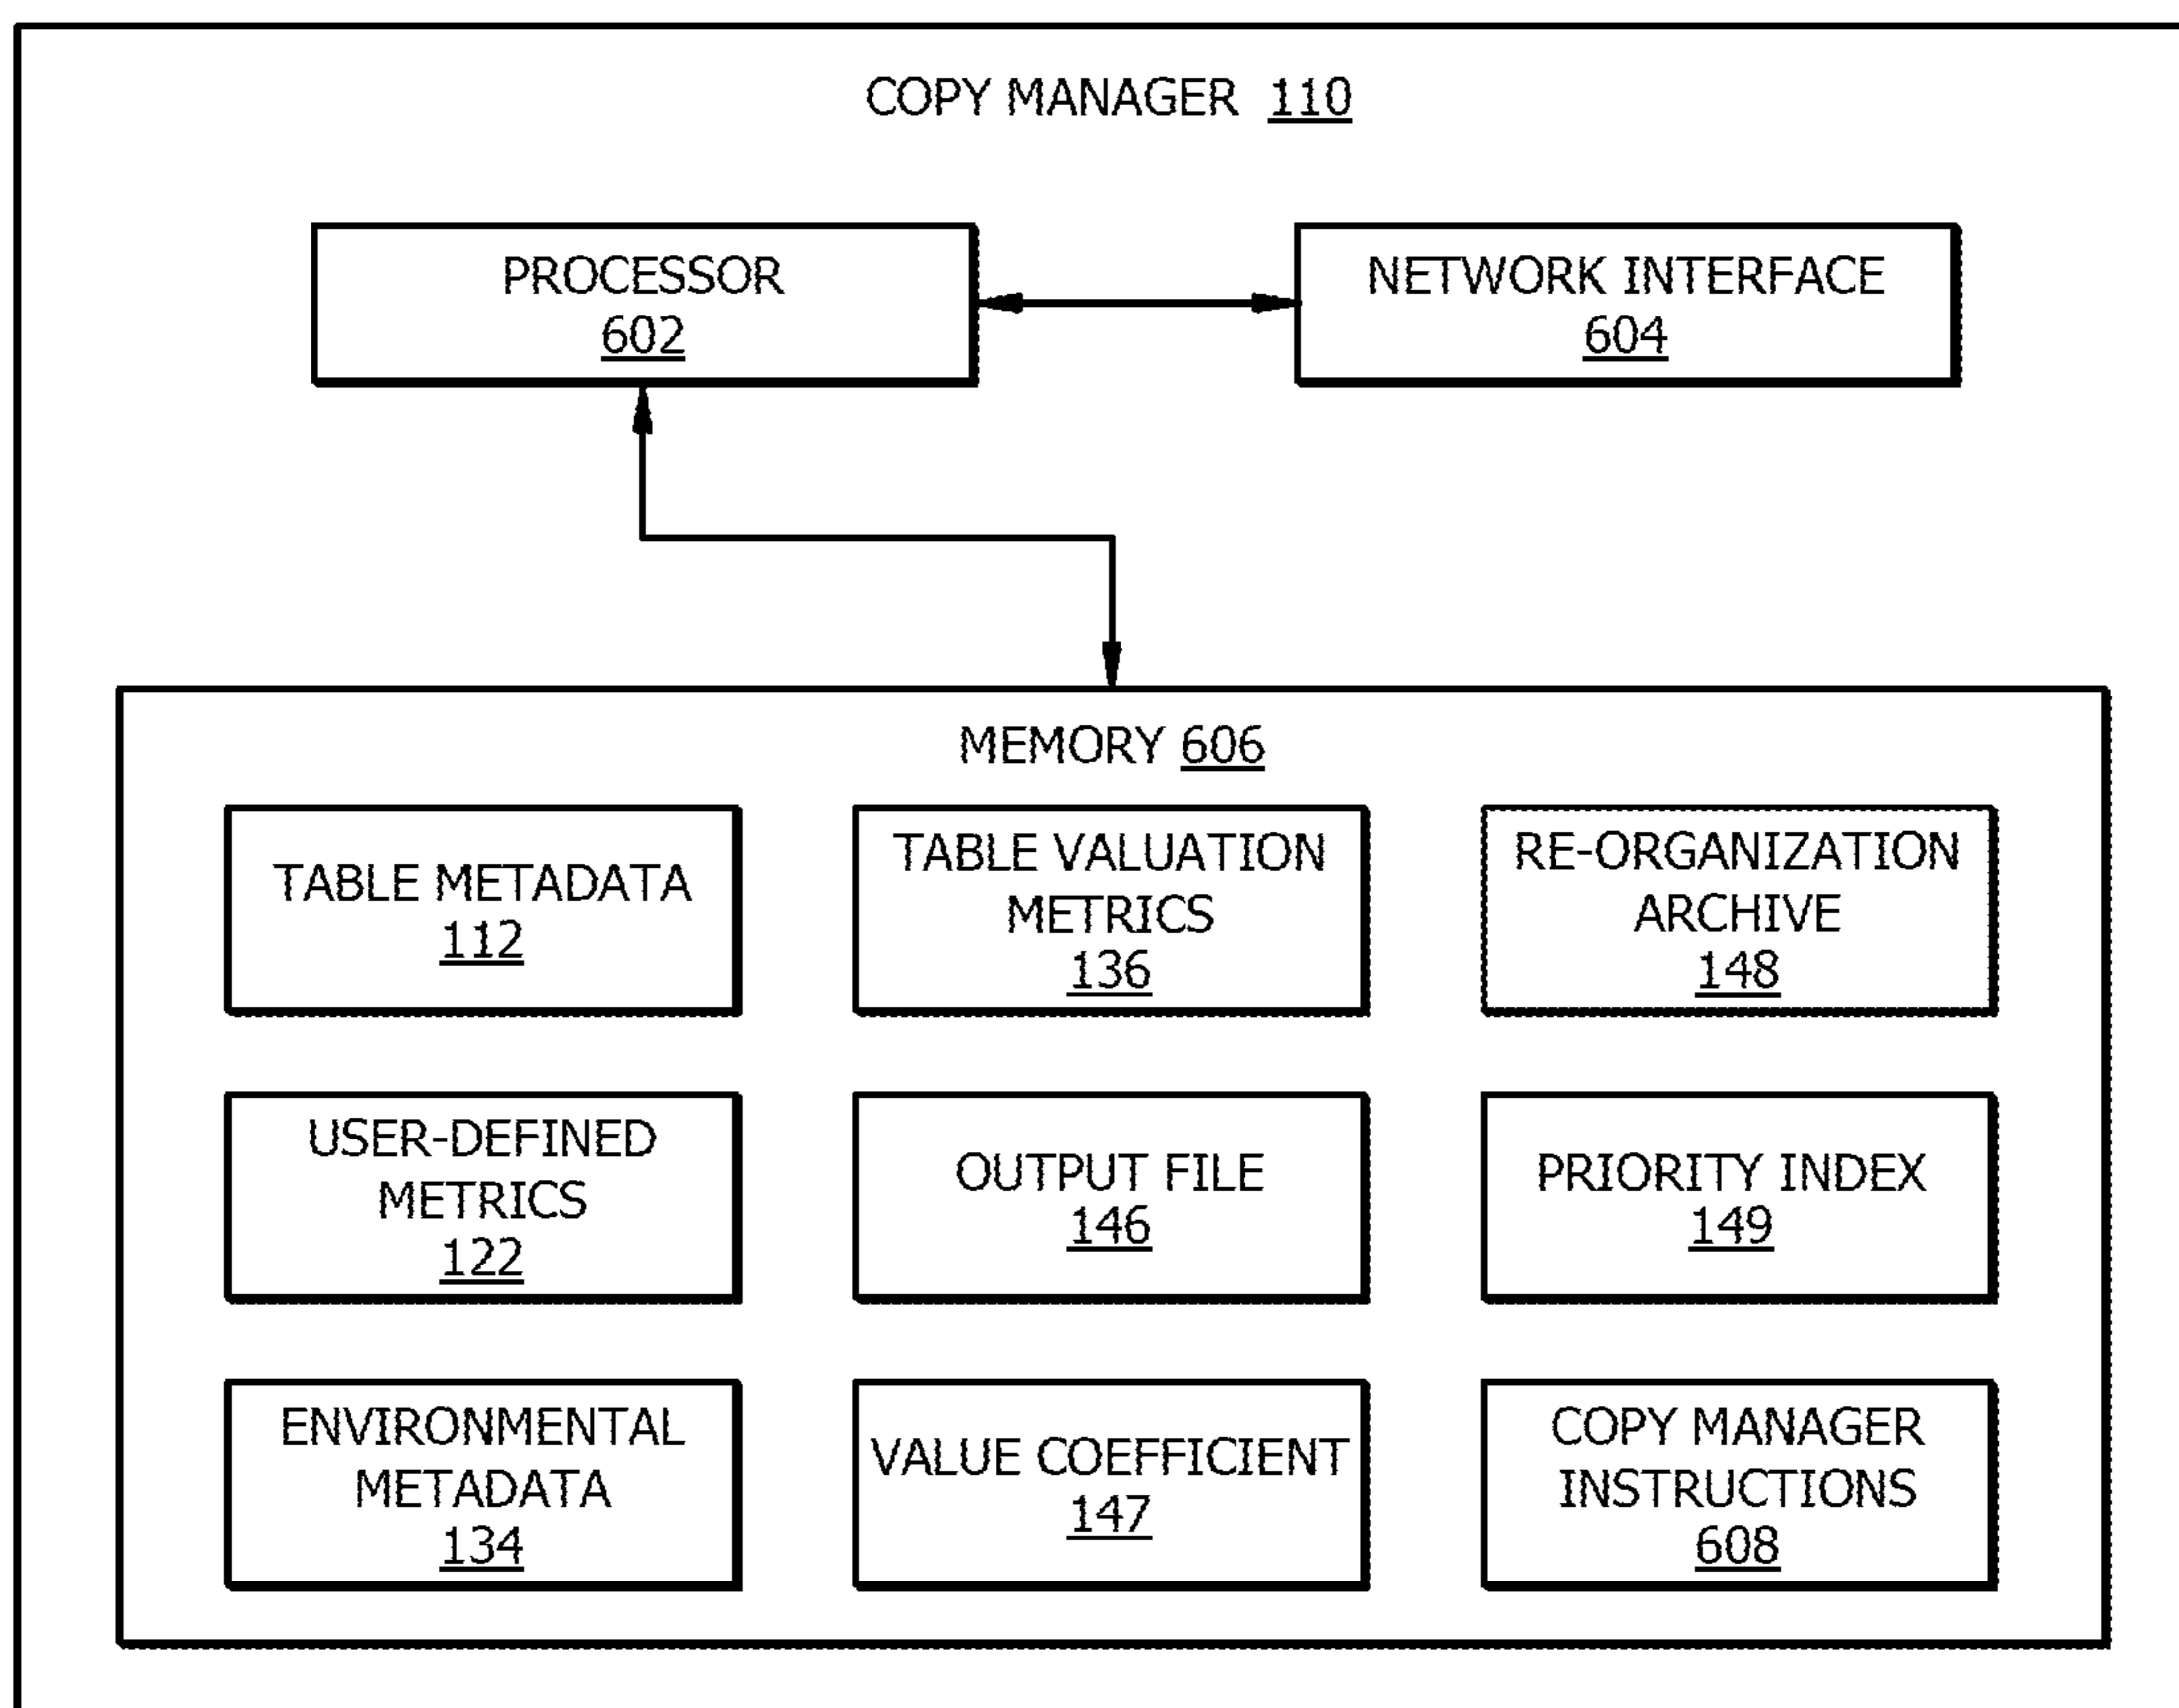 COPY MANAGER 110
PROCESSOR
602
NETWORK INTERFACE
604
MEMORY 606
TABLE METADATA
112
TABLE VALUATION
METRICS
136
RE-ORGANIZATION
ARCHIVE
148
USER-DEFINED
METRICS
122
OUTPUT FILE
146
PRIORITY INDEX
149
ENVIRONMENTAL
METADATA
134
VALUE COEFFICIENT
147
COPY MANAGER
INSTRUCTIONS
608